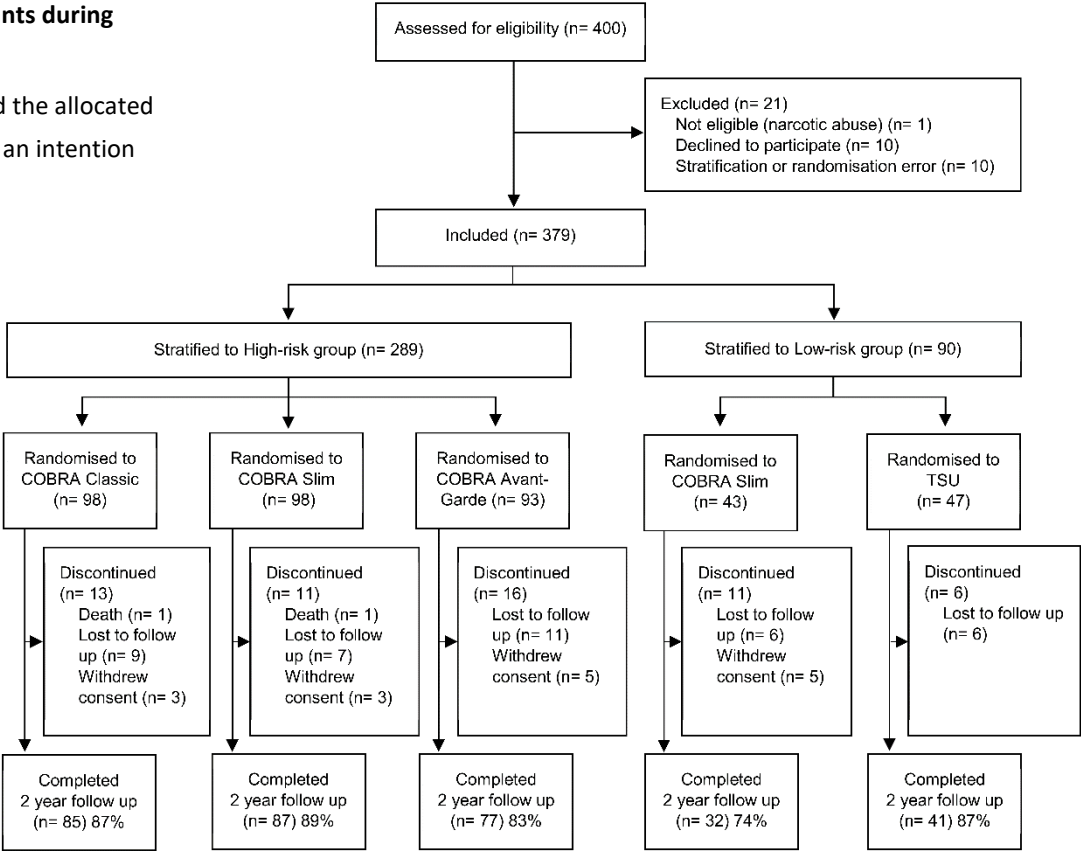 nts during
d the allocated
an intention
Assessed for eligibility (n= 400)
Excluded (n= 21)
Not eligible (narcotic abuse) (n= 1)
Declined to participate (n= 10)
Stratification or randomisation error (n= 10)
Included (n= 379)
Stratified to High-risk group (n= 289)
Stratified to Low-risk group (n= 90)
Randomised to
COBRA Classic
(n= 98)
Randomised to
COBRA Slim
(n= 98)
Randomised to
COBRA Avant-
Garde (n= 93)
Randomised to
COBRA Slim
(n= 43)
Randomised to
TSU
(n= 47)
Discontinued
(n= 13)
Death (n= 1)
Lost to follow
up (n= 9)
Withdrew
consent (n= 3)
Discontinued
(n= 11)
Death (n= 1)
Lost to follow
up (n= 7)
Withdrew
consent (n= 3)
Discontinued
(n= 16)
Lost to follow
up (n= 11)
Withdrew
consent (n= 5)
Discontinued
(n= 11)
Lost to follow
up (n= 6)
Withdrew
consent (n= 5)
Discontinued
(n= 6)
Lost to follow up
(n= 6)
Completed
2 year follow up
(n= 85) 87%
Completed
2 year follow up
(n= 87) 89%
Completed
2 year follow up
(n= 77) 83%
Completed
2 year follow up
(n= 32) 74%
Completed
2 year follow up
(n= 41) 87%